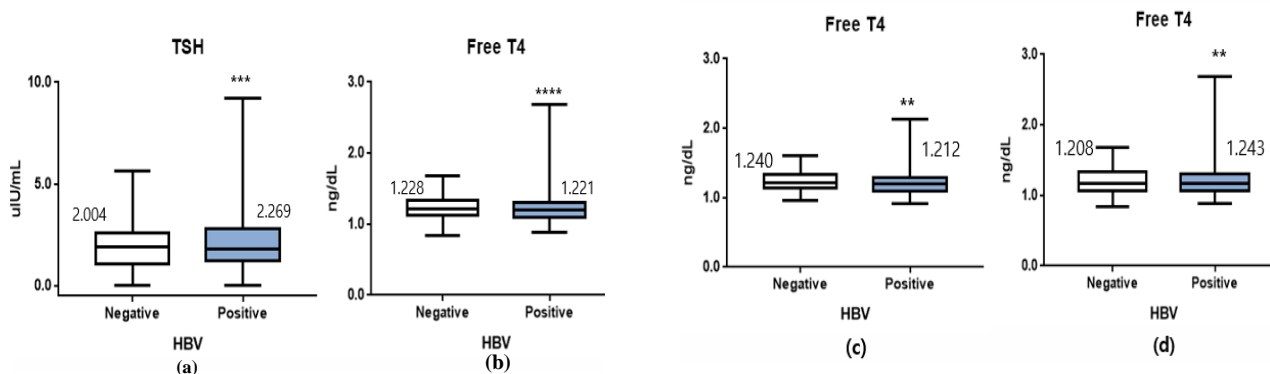 TSH
uIU/mL
10.0
5.0
0.0
2.004
***
2.269
Negative
Positive
HBV
(a)
Free T4
ng/dL
3.0
2.0
1.0
0.0
1.228
****
1.221
Negative
Positive
HBV
(b)
Free T4
ng/dL
3.0
2.0
1.0
0.0
1.240
**
1.212
Negative
Positive
HBV
(c)
Free T4
ng/dL
3.0
2.0
1.0
0.0
1.208
**
1.243
Negative
Positive
HBV
(d)